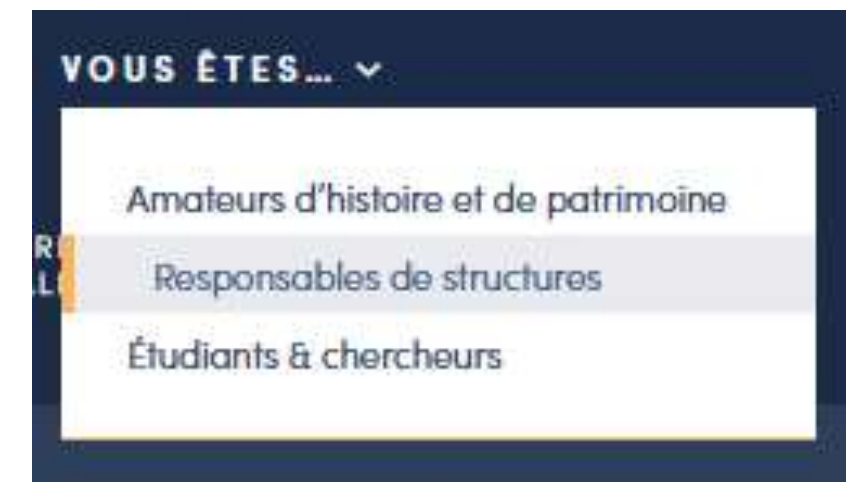 VOUS ÊTES…
Amateurs d'histoire et de patrimoine
Responsables de structures
Étudiants & chercheurs